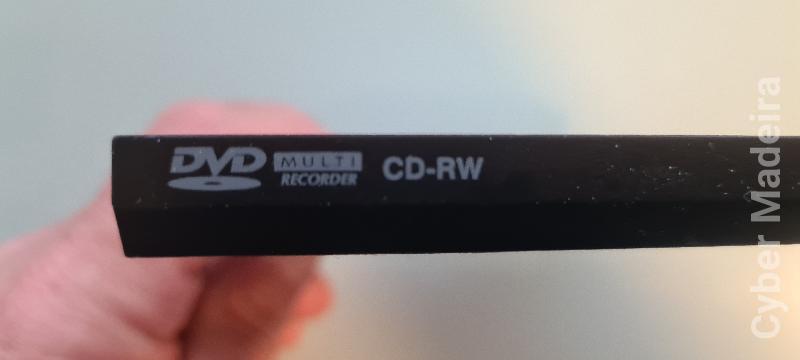 DVD MULTI RECORDER CD-RW
Cyber Madeira